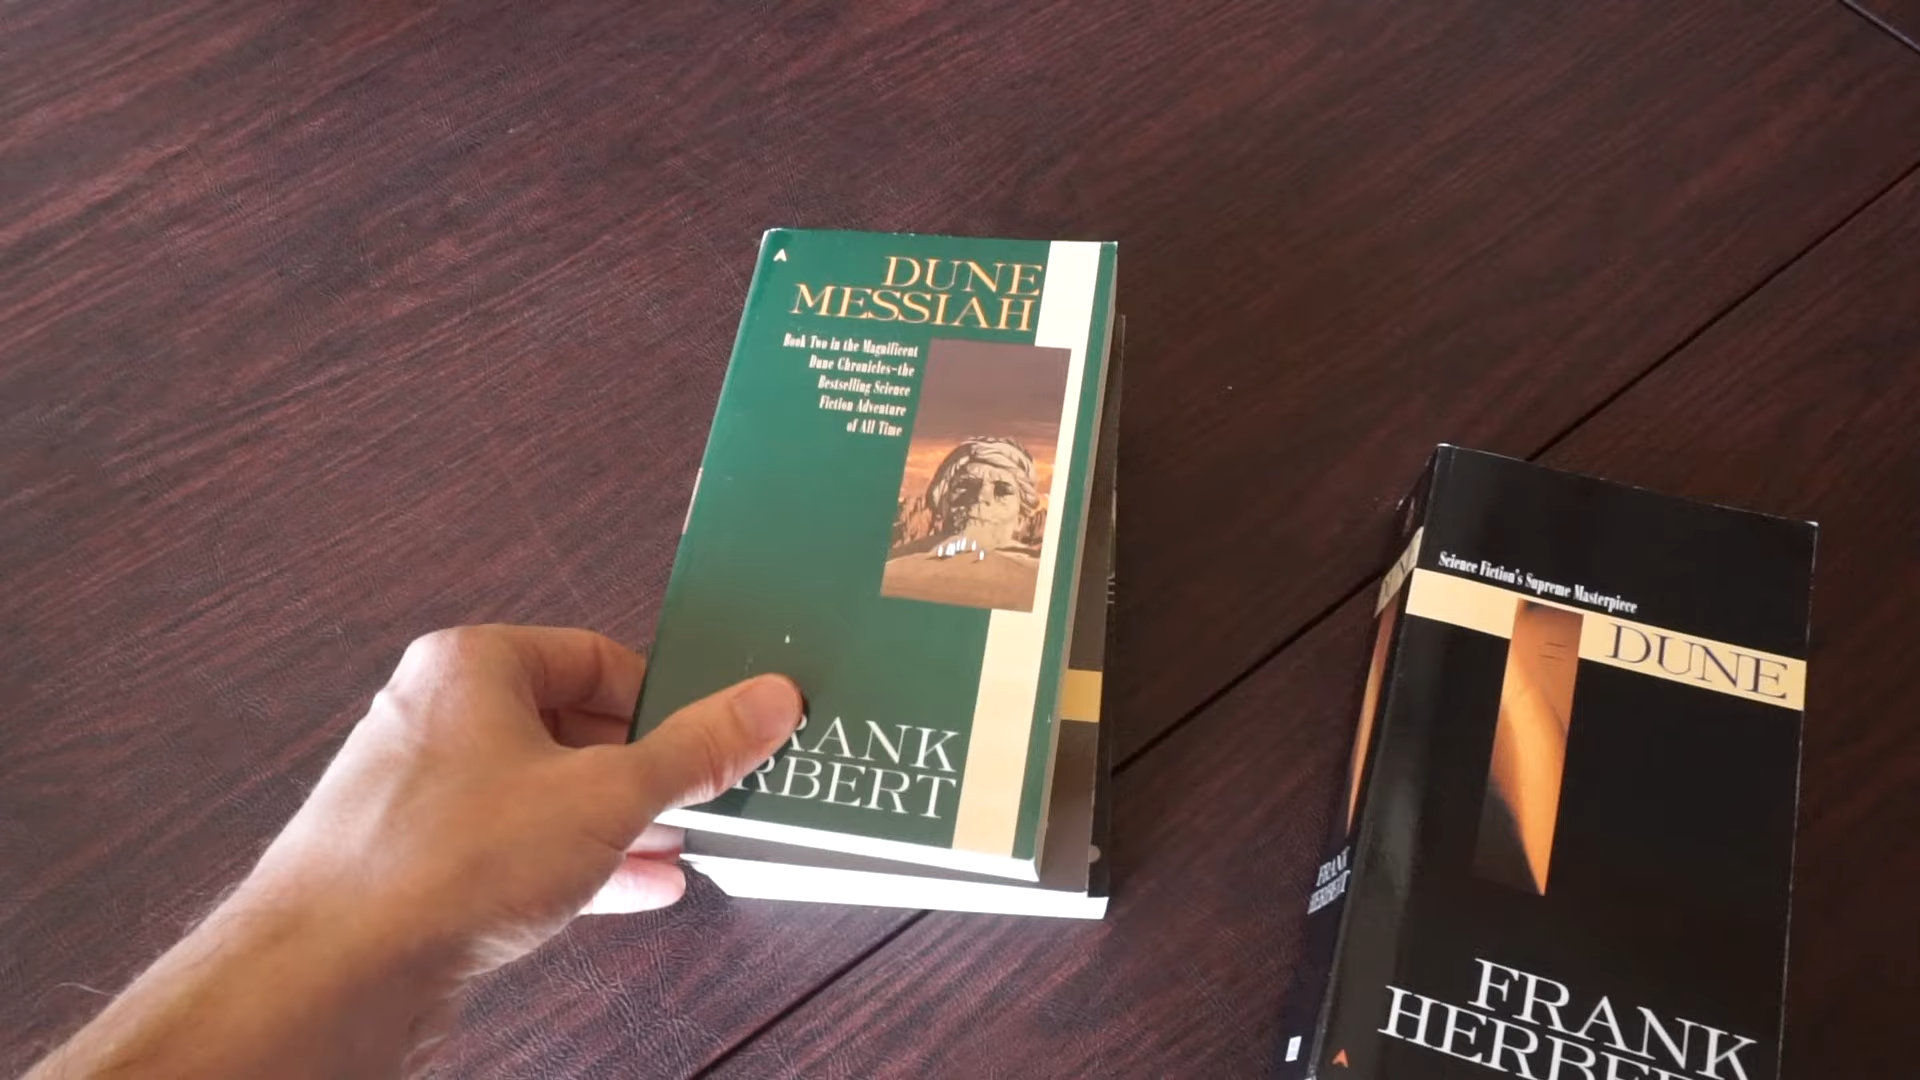 DUNE
MESSIAH
Book Two in the Magnificent
Dune Chronicles–the
Bestselling Science
Fiction Adventure
of All Time
RANK
RBERT
Science Fiction's Supreme Masterpiece
DUNE
FRANK
HERBE
FRANK
HERBERT